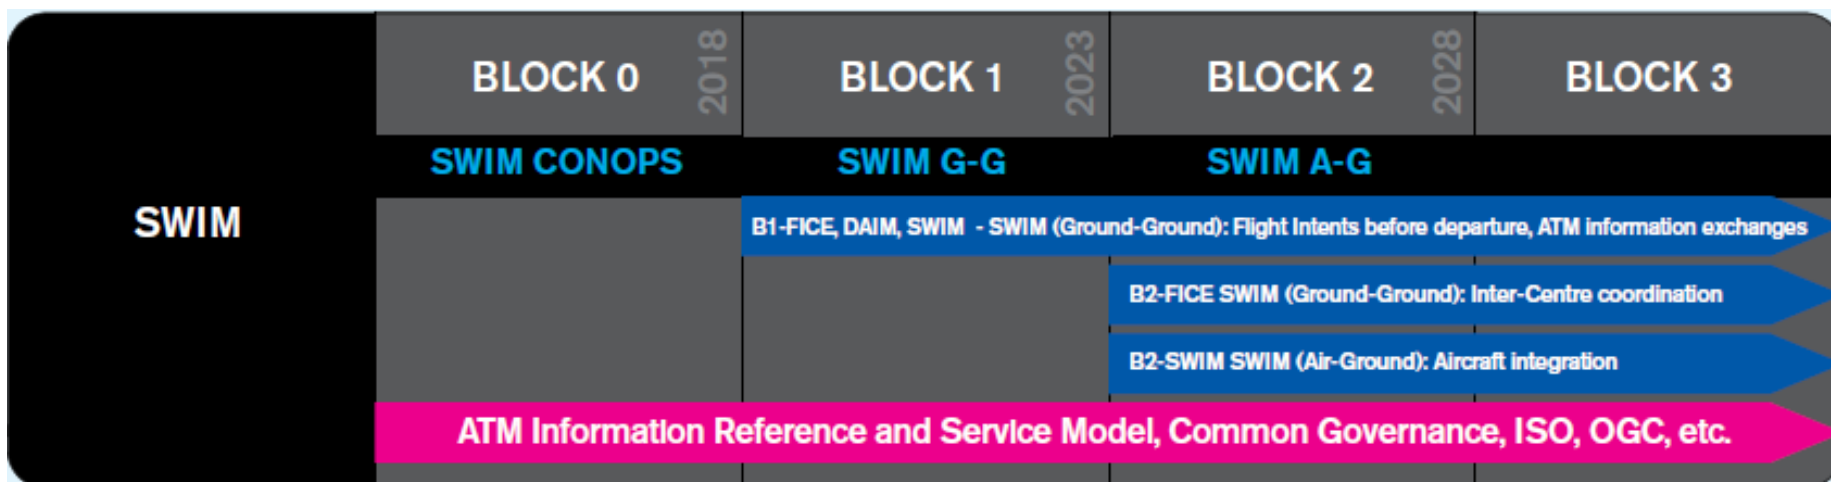 BLOCK 0
2018
BLOCK 1
2023
BLOCK 2
2028
BLOCK 3
SWIM CONOPS
SWIM G-G
SWIM A-G
SWIM
B1-FICE, DAIM, SWIM - SWIM (Ground-Ground): Flight Intents before departure, ATM information exchanges
B2-FICE SWIM (Ground-Ground): Inter-Centre coordination
B2-SWIM SWIM (Air-Ground): Aircraft integration
ATM Information Reference and Service Model, Common Governance, ISO, OGC, etc.